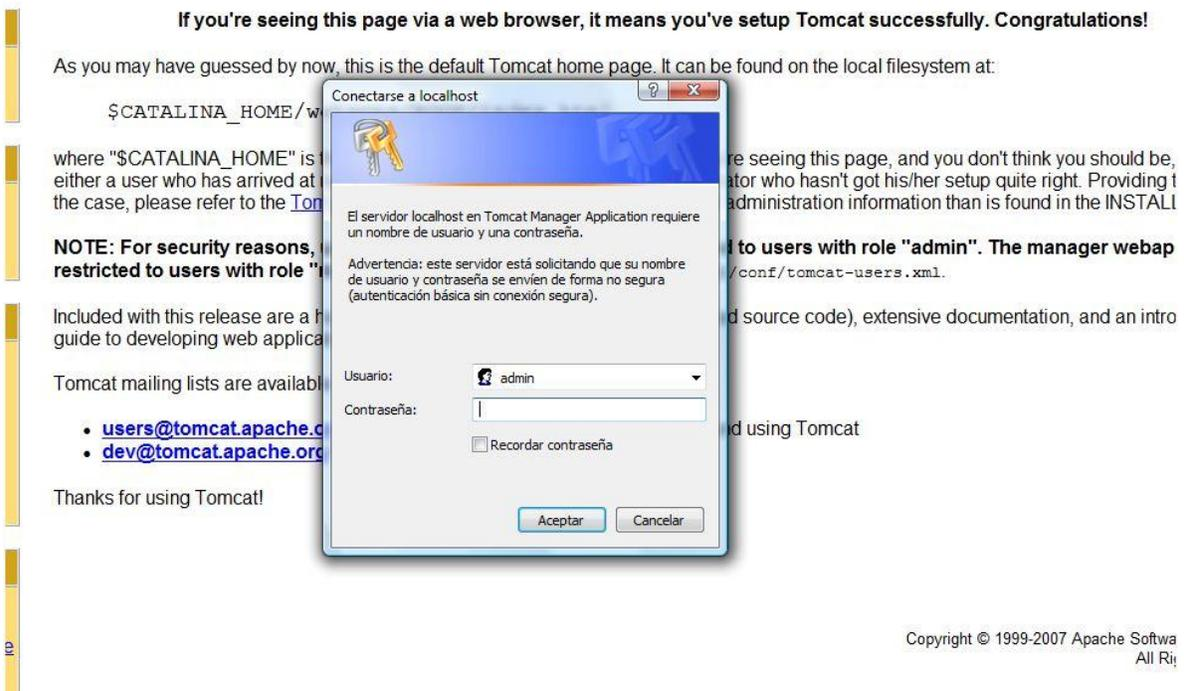 If you're seeing this page via a web browser, it means you've setup Tomcat successfully. Congratulations!
As you may have guessed by now, this is the default Tomcat home page. It can be found on the local filesystem at:
$CATALINA_HOME/
where "$CATALINA_HOME" is
re seeing this page, and you don't think you should be,
either a user who has arrived at
ator who hasn't got his/her setup quite right. Providing t
the case, please refer to the Tom
administration information than is found in the INSTALL
NOTE: For security reasons,
d to users with role "admin". The manager webap
restricted to users with role
/conf/tomcat-users.xml.
Included with this release are a h
d source code), extensive documentation, and an intro
guide to developing web applica
Tomcat mailing lists are availabl
users@tomcat.apache.o
d using Tomcat
dev@tomcat.apache.org
Thanks for using Tomcat!
Conectarse a localhost
El servidor localhost en Tomcat Manager Application requiere
un nombre de usuario y una contraseña.
Advertencia: este servidor está solicitando que su nombre
de usuario y contraseña se envíen de forma no segura
(autenticación básica sin conexión segura).
Usuario:
admin
Contraseña:
Recordar contraseña
Aceptar
Cancelar
Copyright © 1999-2007 Apache Softwa
All Ri